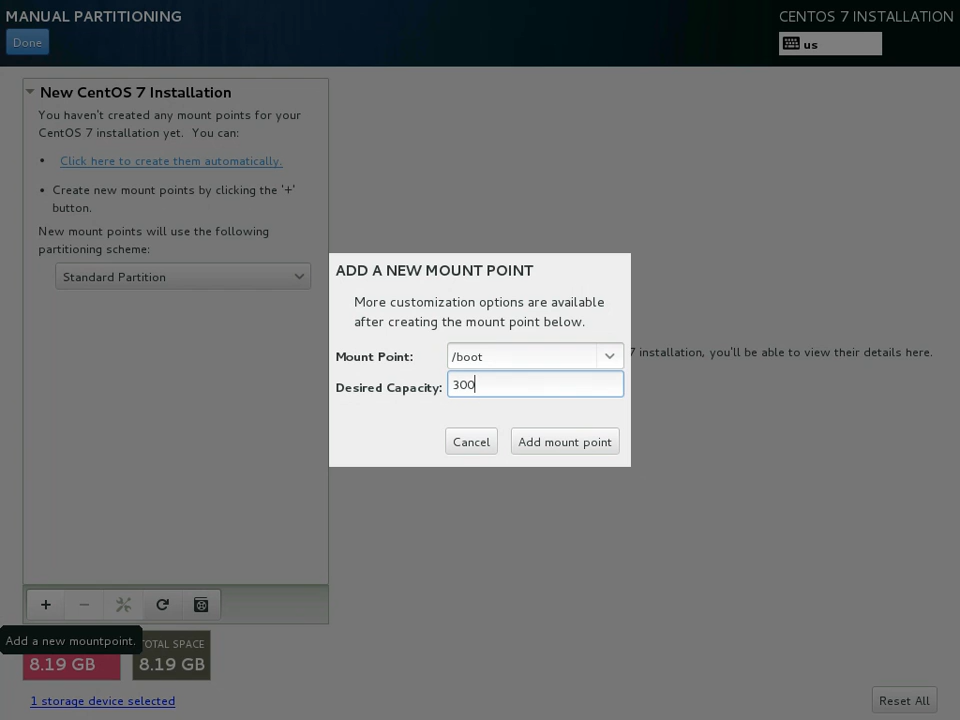 MANUAL PARTITIONING
CENTOS 7 INSTALLATION
Done
us
New CentOS 7 Installation
You haven't created any mount points for your
CentOS 7 installation yet. You can:
• Click here to create them automatically.
• Create new mount points by clicking the '+'
button.
New mount points will use the following
partitioning scheme:
Standard Partition
ADD A NEW MOUNT POINT
More customization options are available
after creating the mount point below.
Mount Point: /boot
7 installation, you'll be able to view their details here.
Desired Capacity: 300
Cancel
Add mount point
Add a new mountpoint.
TOTAL SPACE
8.19 GB
8.19 GB
1 storage device selected
Reset All